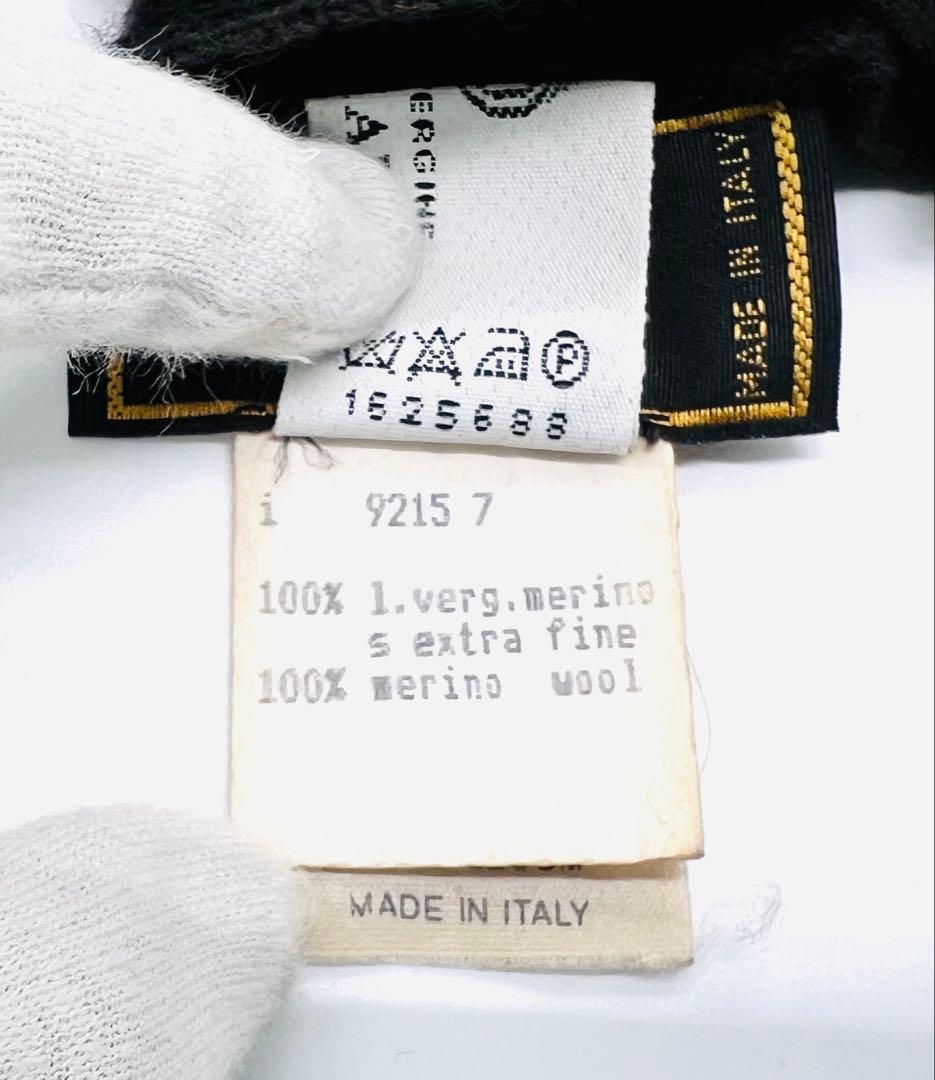 MADE IN ITALY
P
1625688
i 9215 7
100% l.verg.merino
s extra fine
100% merino wool
MADE IN ITALY